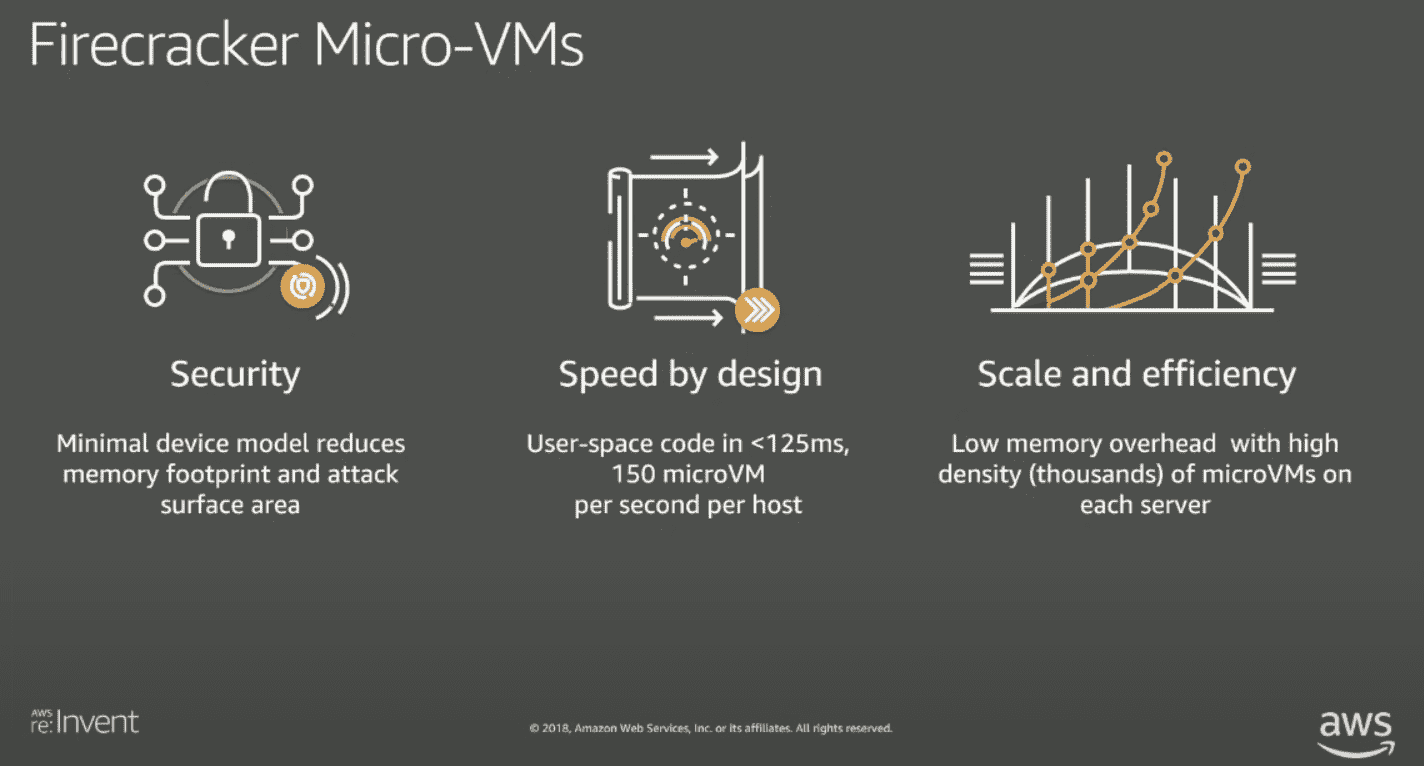 Firecracker Micro-VMs
Security
Minimal device model reduces
memory footprint and attack
surface area
Speed by design
User-space code in <125ms,
150 microVM
per second per host
Scale and efficiency
Low memory overhead  with high
density (thousands) of microVMs on
each server
AWS
re:Invent
© 2018, Amazon Web Services, Inc. or its affiliates. All rights reserved.
aws